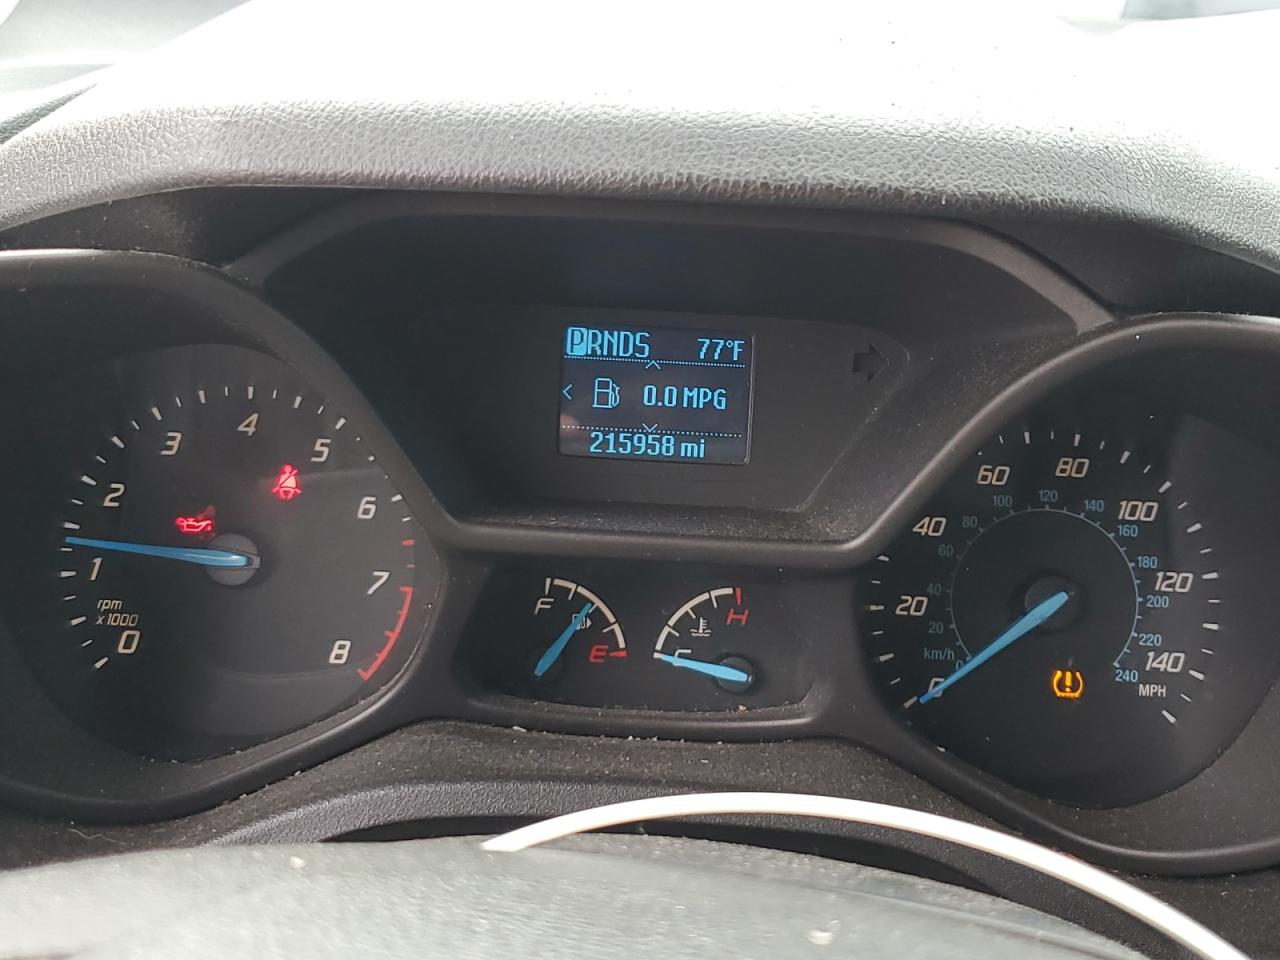 PRNDS 77°F
0.0 MPG
215958 mi
0 1 2 3 4 5 6 7 8
rpm
x1000
F E
C H
0 20 40 60 80 100 120 140
MPH
0 20 40 60 80 100 120 140 160 180 200 220 240
km/h